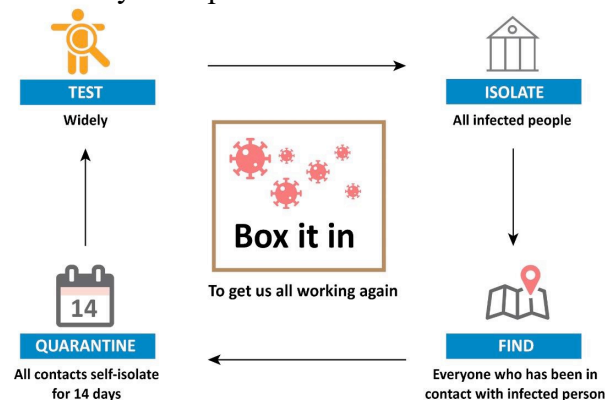 TEST
Widely
ISOLATE
All infected people
Box it in
To get us all working again
14
QUARANTINE
All contacts self-isolate
for 14 days
FIND
Everyone who has been in
contact with infected person